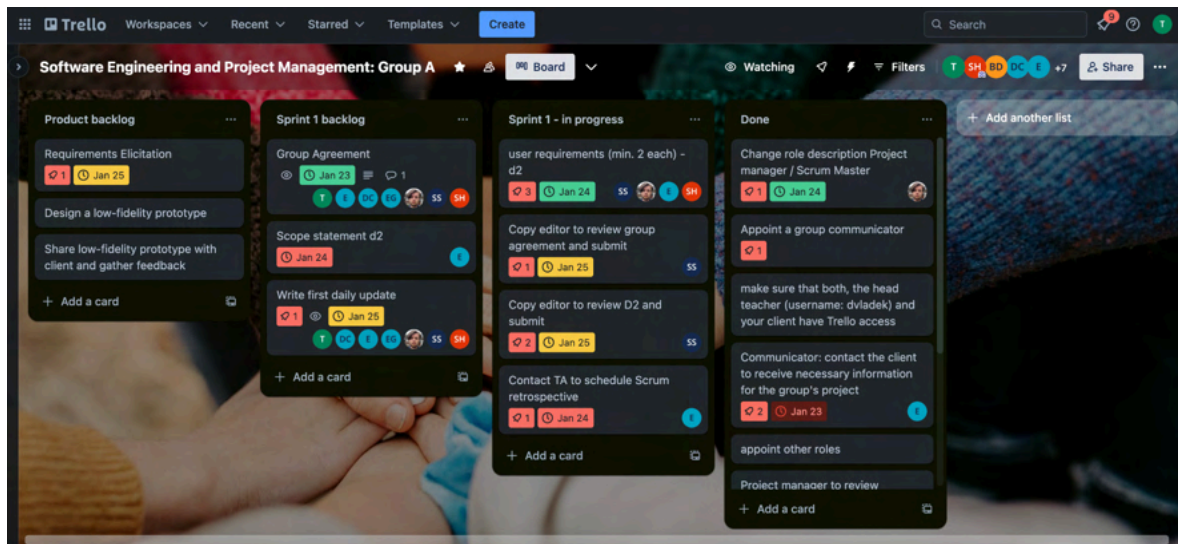 Trello
Workspaces
Recent
Starred
Templates
Create
Search
9
T
Software Engineering and Project Management: Group A
Board
Watching
Filters
T SH BD DC E +7
Share
Product backlog
Requirements Elicitation
1 Jan 25
Design a low-fidelity prototype
Share low-fidelity prototype with
client and gather feedback
+ Add a card
Sprint 1 backlog
Group Agreement
Jan 23 1
T E DC EG SS SH
Scope statement d2
Jan 24 E
Write first daily update
1 Jan 25
T DC E EG SS SH
+ Add a card
Sprint 1 - in progress
user requirements (min. 2 each) -
d2
3 Jan 24 SS E SH
Copy editor to review group
agreement and submit
1 Jan 25 SS
Copy editor to review D2 and
submit
2 Jan 25 SS
Contact TA to schedule Scrum
retrospective
1 Jan 24 E
+ Add a card
Done
Change role description Project
manager / Scrum Master
1 Jan 24
Appoint a group communicator
1
make sure that both, the head
teacher (username: dvladek) and
your client have Trello access
Communicator: contact the client
to receive necessary information
for the group's project
2 Jan 23 E
appoint other roles
Project manager to review
+ Add a card
+ Add another list